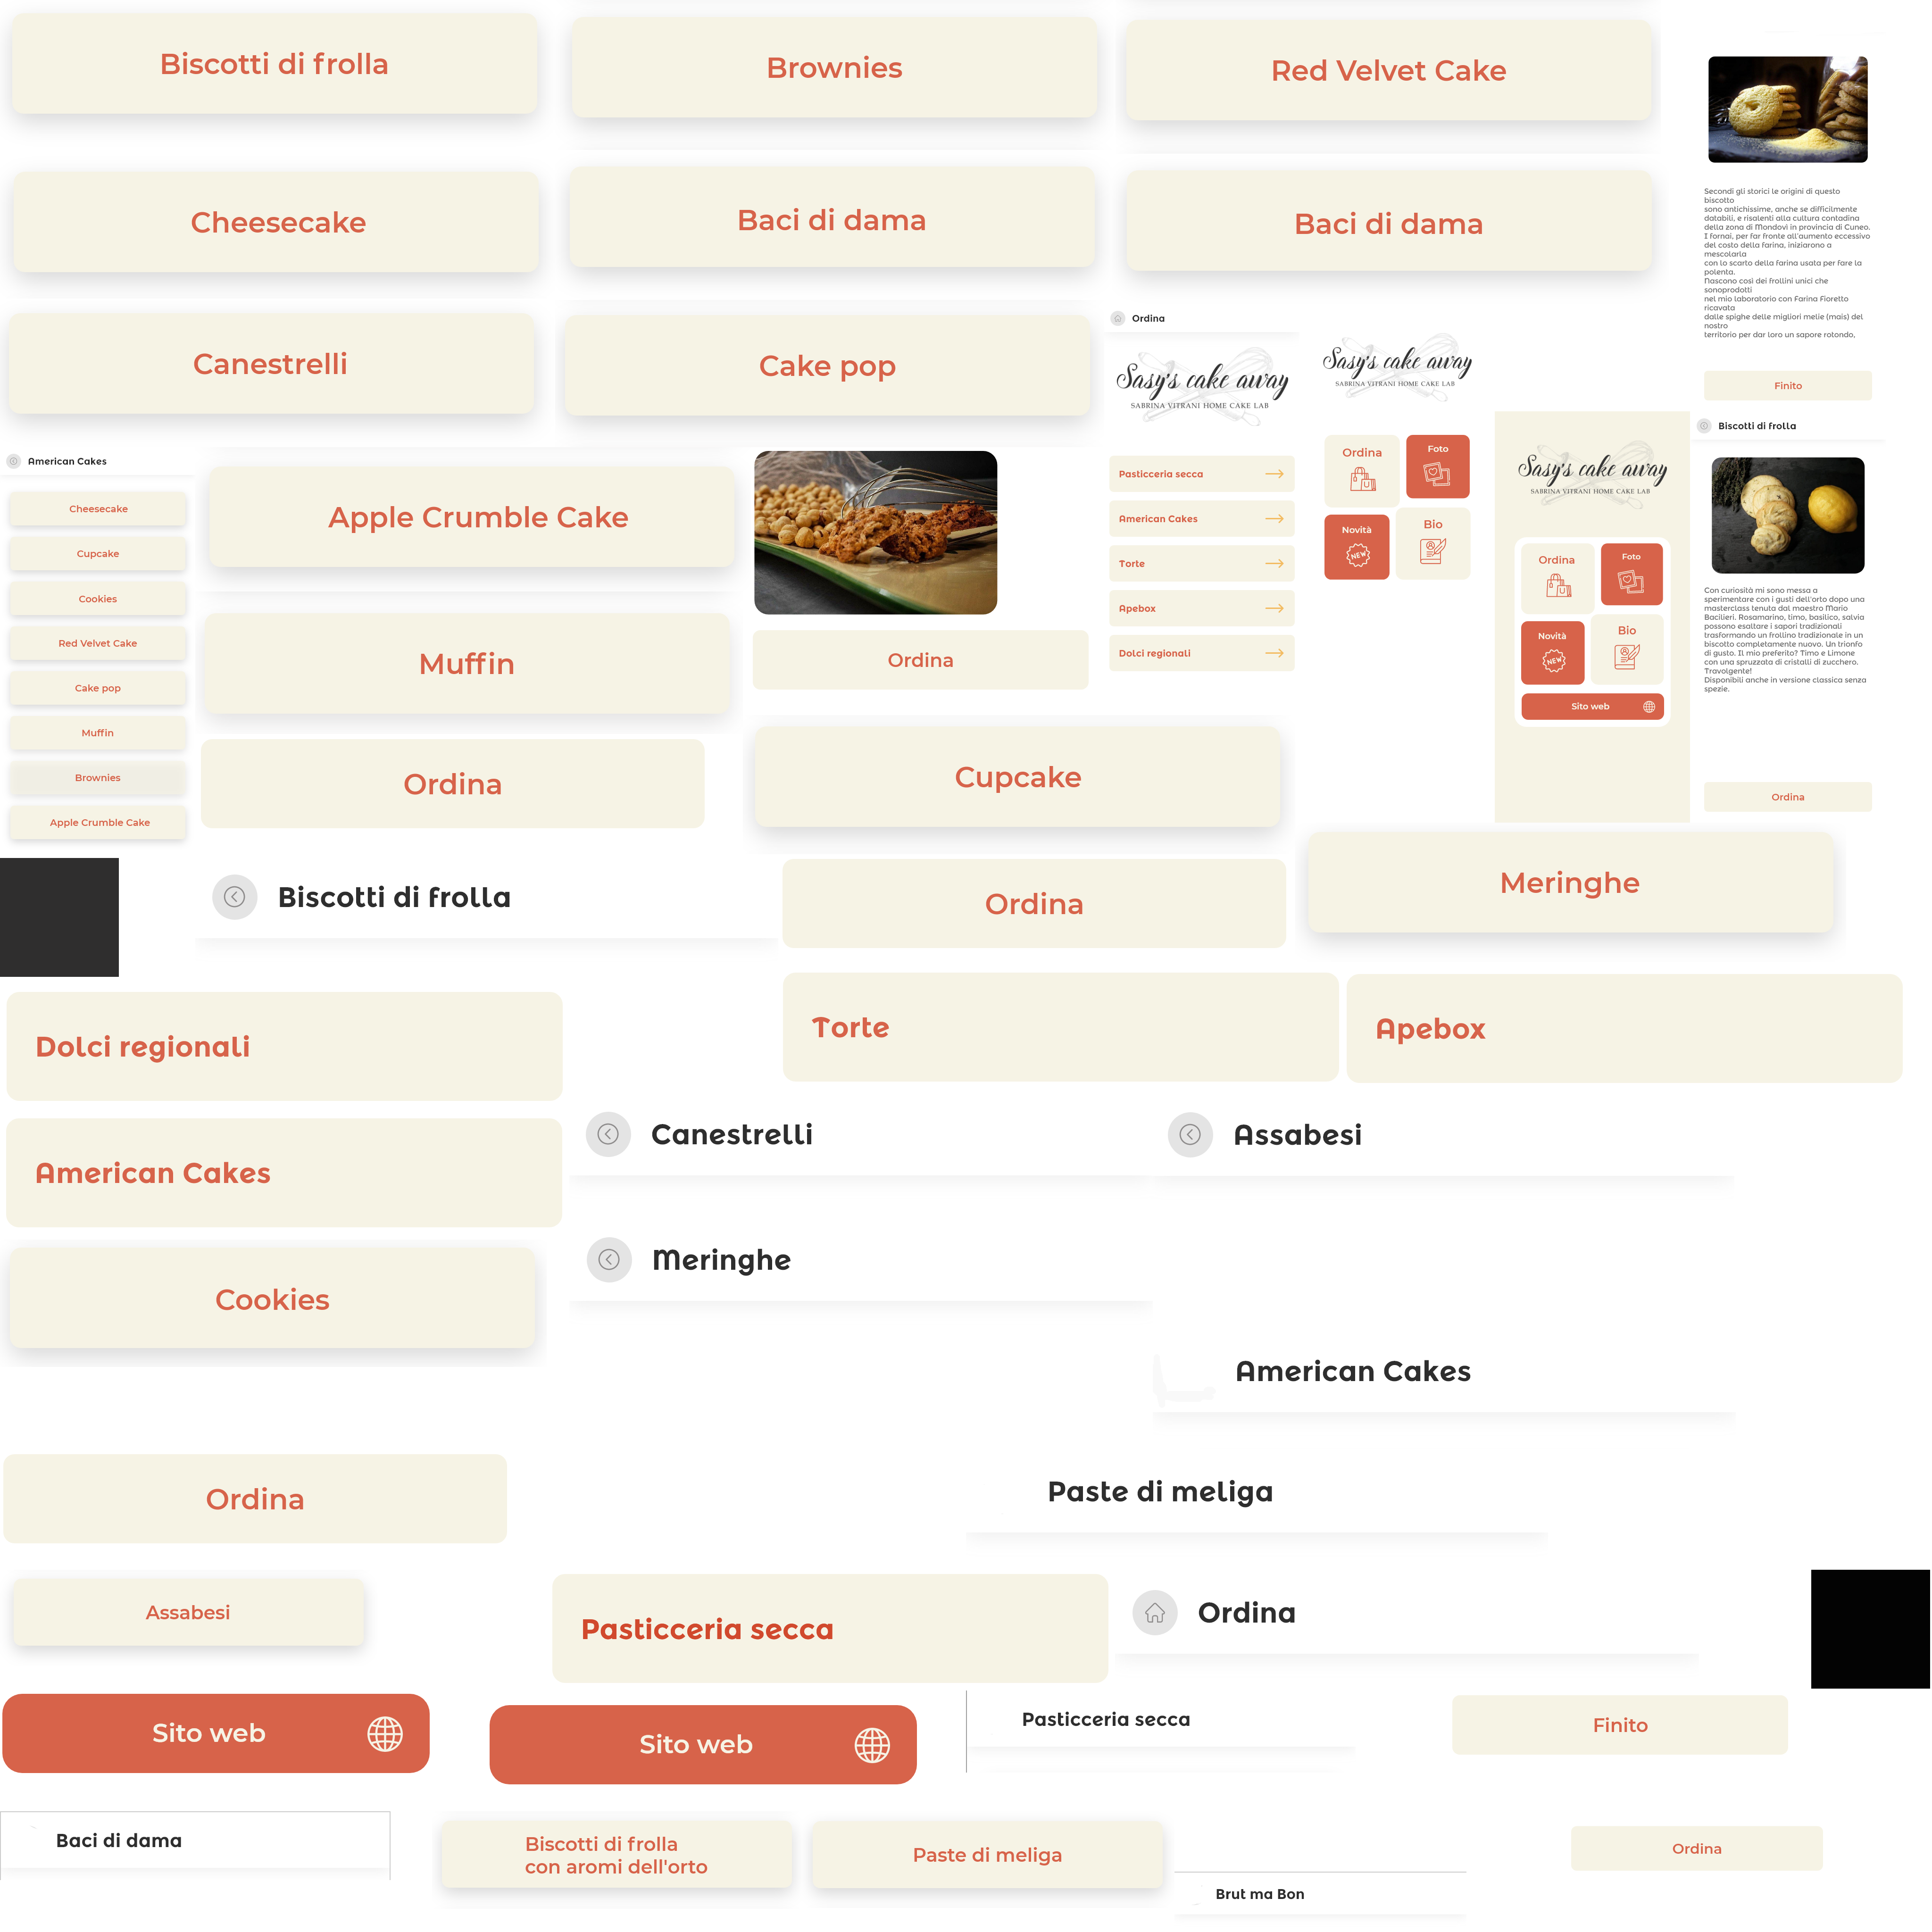 Biscotti di frolla
Brownies
Red Velvet Cake
Cheesecake
Baci di dama
Baci di dama
Secondi gli storici le origini di questo
biscotto
sono antichissime, anche se difficilmente
databili, e risalenti alla cultura contadina
della zona di Mondovì in provincia di Cuneo.
I fornai, per far fronte all'aumento eccessivo
del costo della farina, iniziarono a
mescolarla
con lo scarto della farina usata per fare la
polenta.
Nascono così dei frollini unici che
sonoprodotti
nel mio laboratorio con Farina Fioretto
ricavata
dalle spighe delle migliori melie (mais) del
nostro
territorio per dar loro un sapore rotondo,
Finito
Canestrelli
Cake pop
Ordina
Sasy's cake away
SABRINA VITRANI HOME CAKE LAB
Pasticceria secca
American Cakes
Torte
Apebox
Dolci regionali
Sasy's cake away
SABRINA VITRANI HOME CAKE LAB
Ordina
Foto
Novità
NEW
Bio
Sasy's cake away
SABRINA VITRANI HOME CAKE LAB
Ordina
Foto
Novità
NEW
Bio
Sito web
Biscotti di frolla
Con curiosità mi sono messa a
sperimentare con i gusti dell'orto dopo una
masterclass tenuta dal maestro Mario
Bacilieri. Rosamarino, timo, basilico, salvia
possono esaltare i sapori tradizionali
trasformando un frollino tradizionale in un
biscotto completamente nuovo. Un trionfo
di gusto. Il mio preferito? Timo e Limone
con una spruzzata di cristalli di zucchero.
Travolgente!
Disponibili anche in versione classica senza
spezie.
Ordina
American Cakes
Cheesecake
Cupcake
Cookies
Red Velvet Cake
Cake pop
Muffin
Brownies
Apple Crumble Cake
Apple Crumble Cake
Muffin
Ordina
Ordina
Cupcake
Biscotti di frolla
Ordina
Meringhe
Dolci regionali
Torte
Apebox
American Cakes
Canestrelli
Assabesi
Cookies
Meringhe
American Cakes
Ordina
Paste di meliga
Assabesi
Pasticceria secca
Ordina
Sito web
Sito web
Pasticceria secca
Finito
Baci di dama
Biscotti di frolla
con aromi dell'orto
Paste di meliga
Brut ma Bon
Ordina